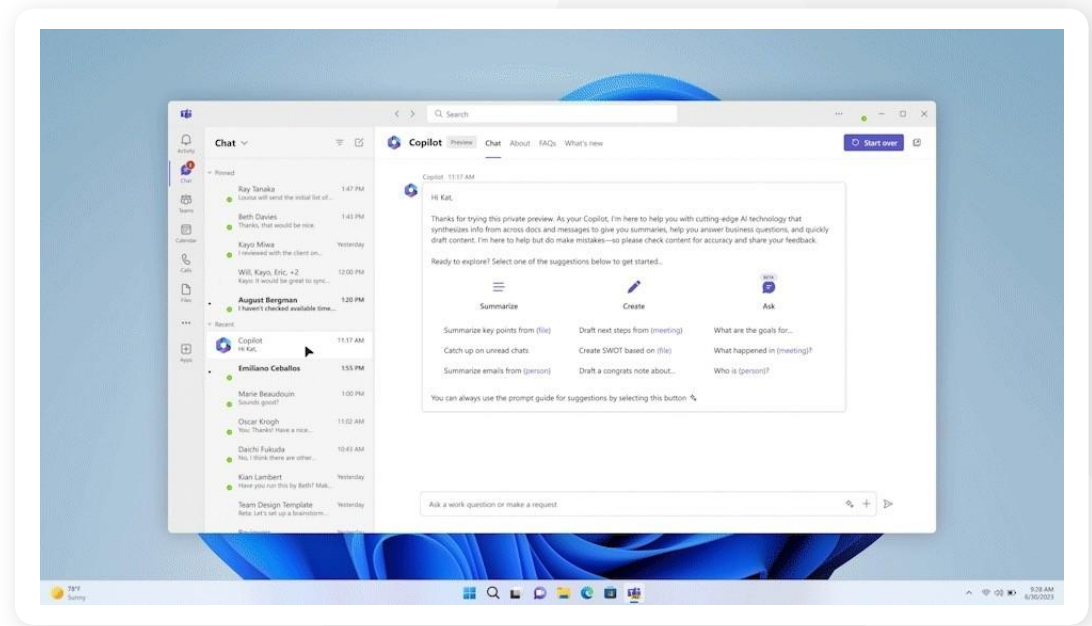 Search
Activity
Chat
Teams
Calendar
Calls
Files
Apps
Chat
Pinned
Ray Tanaka 1:47 PM
Louisa will send the initial list of...
Beth Davies 1:43 PM
Thanks, that would be nice.
Kayo Miwa Yesterday
I reviewed with the client on...
Will, Kayo, Eric, +2 12:00 PM
Kayo: It would be great to sync...
August Bergman 1:20 PM
I haven't checked available time...
Recent
Copilot 11:17 AM
Hi Kat,
Emiliano Ceballos 1:55 PM
Marie Beaudouin 1:00 PM
Sounds good?
Oscar Krogh 11:02 AM
You: Thanks! Have a nice...
Daichi Fukuda 10:43 AM
No, I think there are other...
Kian Lambert Yesterday
Have you run this by Beth? Mak...
Team Design Template Yesterday
Reta: Let's set up a brainstorm...
Copilot Preview Chat About FAQs What's new Start over
Copilot 11:17 AM
Hi Kat,
Thanks for trying this private preview. As your Copilot, I'm here to help you with cutting-edge AI technology that
synthesizes info from across docs and messages to give you summaries, help you answer business questions, and quickly
draft content. I'm here to help but do make mistakes—so please check content for accuracy and share your feedback.
Ready to explore? Select one of the suggestions below to get started...
BETA
Summarize Create Ask
Summarize key points from (file) Draft next steps from (meeting) What are the goals for...
Catch up on unread chats Create SWOT based on (file) What happened in (meeting)?
Summarize emails from (person) Draft a congrats note about... Who is (person)?
You can always use the prompt guide for suggestions by selecting this button
Ask a work question or make a request
78°F
Sunny
9:28 AM
6/30/2023